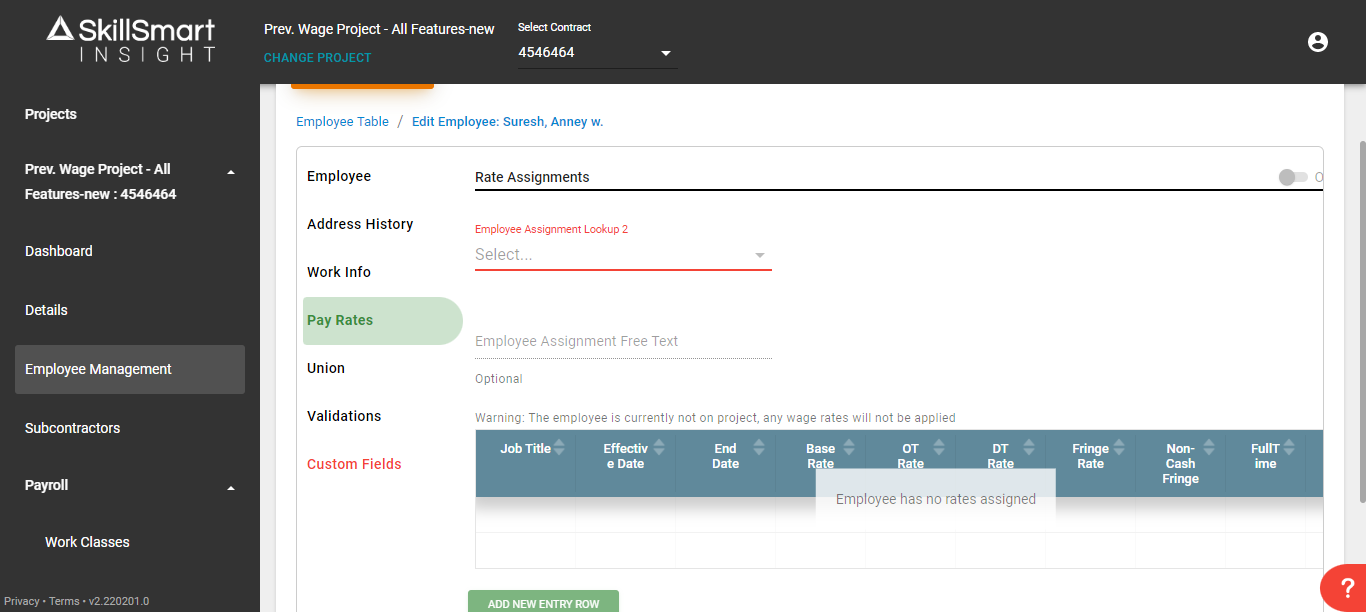 SkillSmart
INSIGHT
Prev. Wage Project - All Features-new
CHANGE PROJECT
Select Contract
4546464
Projects
Prev. Wage Project - All
Features-new : 4546464
Dashboard
Details
Employee Management
Subcontractors
Payroll
Work Classes
Privacy • Terms • v2.220201.0
Employee Table / Edit Employee: Suresh, Anney w.
Employee
Address History
Work Info
Pay Rates
Union
Validations
Custom Fields
Rate Assignments
O
Employee Assignment Lookup 2
Select...
Employee Assignment Free Text
Optional
Warning: The employee is currently not on project, any wage rates will not be applied
Job Title
Effectiv
e Date
End
Date
Base
Rate
OT
Rate
DT
Rate
Fringe
Rate
Non-
Cash
Fringe
FullT
ime
Employee has no rates assigned
ADD NEW ENTRY ROW
?